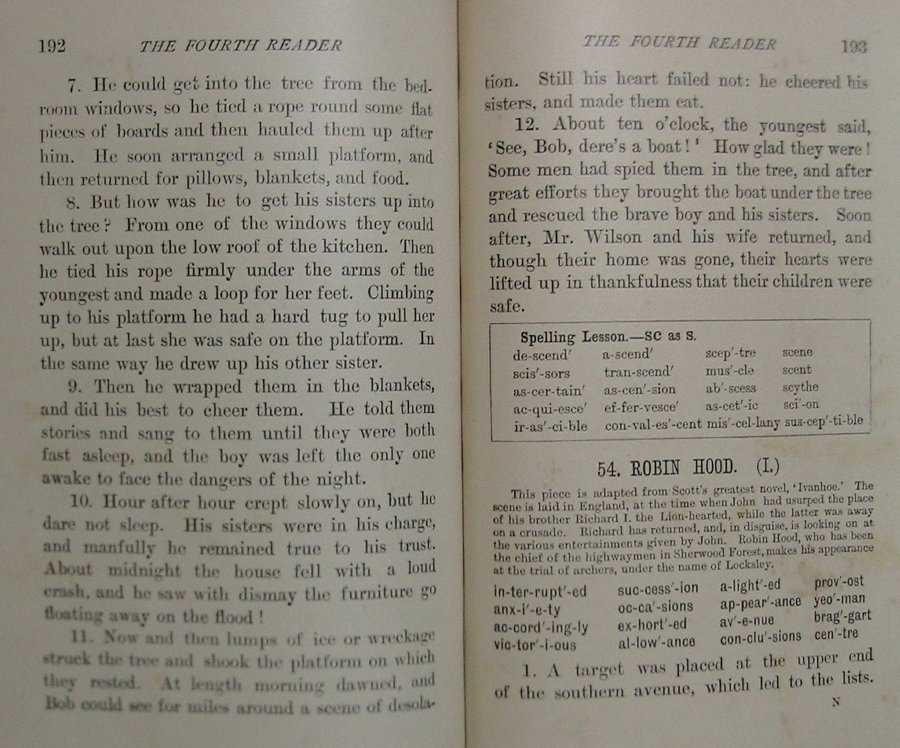 192 THE FOURTH READER
7. He could get into the tree from the bed-
room windows, so he tied a rope round some flat
pieces of boards and then hauled them up after
him. He soon arranged a small platform, and
then returned for pillows, blankets, and food.
8. But how was he to get his sisters up into
the tree? From one of the windows they could
walk out upon the low roof of the kitchen. Then
he tied his rope firmly under the arms of the
youngest and made a loop for her feet. Climbing
up to his platform he had a hard tug to pull her
up, but at last she was safe on the platform. In
the same way he drew up his other sister.
9. Then he wrapped them in the blankets,
and did his best to cheer them. He told them
stories and sang to them until they were both
fast asleep, and the boy was left the only one
awake to face the dangers of the night.
10. Hour after hour crept slowly on, but he
dare not sleep. His sisters were in his charge,
and manfully he remained true to his trust.
About midnight the house fell with a loud
crash, and he saw with dismay the furniture go
floating away on the flood!
11. Now and then lumps of ice or wreckage
struck the tree and shook the platform on which
they rested. At length morning dawned, and
Bob could see for miles around a scene of desola-
THE FOURTH READER 193
tion. Still his heart failed not: he cheered his
sisters, and made them eat.
12. About ten o'clock, the youngest said,
'See, Bob, dere's a boat!' How glad they were!
Some men had spied them in the tree, and after
great efforts they brought the boat under the tree
and rescued the brave boy and his sisters. Soon
after, Mr. Wilson and his wife returned, and
though their home was gone, their hearts were
lifted up in thankfulness that their children were
safe.
Spelling Lesson.—SC as S.
de-scend' a-scend' scep'-tre scene
scis'-sors tran-scend' mus'-cle scent
as-cer-tain' as-cen'-sion ab'-scess scythe
ac-qui-esce' ef-fer-vesce' as-cet'-ic sci'-on
ir-as'-ci-ble con-val-es'-cent mis'-cel-lany sus-cep'-ti-ble
54. ROBIN HOOD. (I.)
This piece is adapted from Scott's greatest novel, 'Ivanhoe.' The
scene is laid in England, at the time when John had usurped the place
of his brother Richard I. the Lion-hearted, while the latter was away
on a crusade. Richard has returned, and, in disguise, is looking on at
the various entertainments given by John. Robin Hood, who has been
the chief of the highwaymen in Sherwood Forest, makes his appearance
at the trial of archers, under the name of Locksley.
in-ter-rupt'-ed suc-cess'-ion a-light'-ed prov'-ost
anx-i'-e-ty oc-ca'-sions ap-pear'-ance yeo'-man
ac-cord'-ing-ly ex-hort'-ed av'-e-nue brag'-gart
vic-tor'-i-ous al-low'-ance con-clu'-sions cen'-tre
1. A target was placed at the upper end
of the southern avenue, which led to the lists.
N